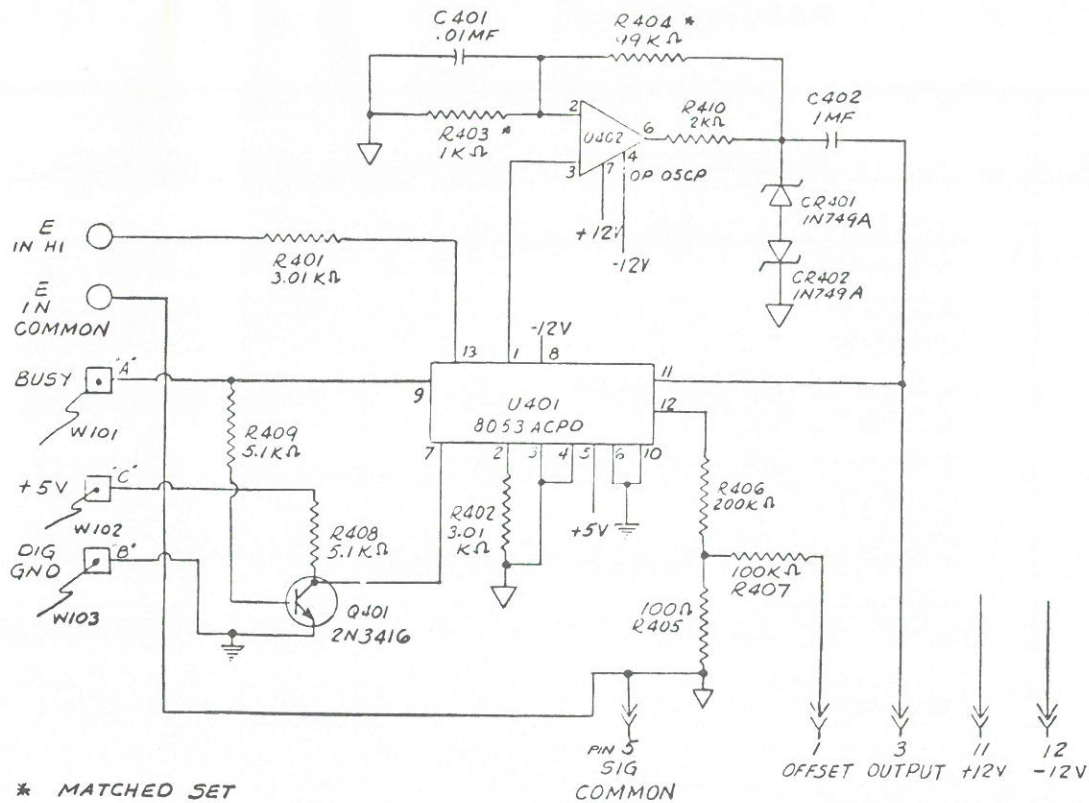 C401
.01MF
R404 *
49KΩ
R403 *
1KΩ
2
3
U402
6
7
4
OP 05CP
R410
2KΩ
C402
1MF
+12V
-12V
CR401
1N749A
CR402
1N749A
E
IN HI
R401
3.01KΩ
E
IN
COMMON
-12V
13
1
8
BUSY
"A"
9
11
12
U401
8053 ACPD
W101
R409
5.1KΩ
7
2
3
4
5
6
10
+5V
"C"
W102
R408
5.1KΩ
R402
3.01
KΩ
+5V
R406
200KΩ
DIG
GND
"B"
W103
Q401
2N3416
100KΩ
R407
100Ω
R405
PIN 5
SIG
COMMON
1
OFFSET
3
OUTPUT
11
+12V
12
-12V
* MATCHED SET